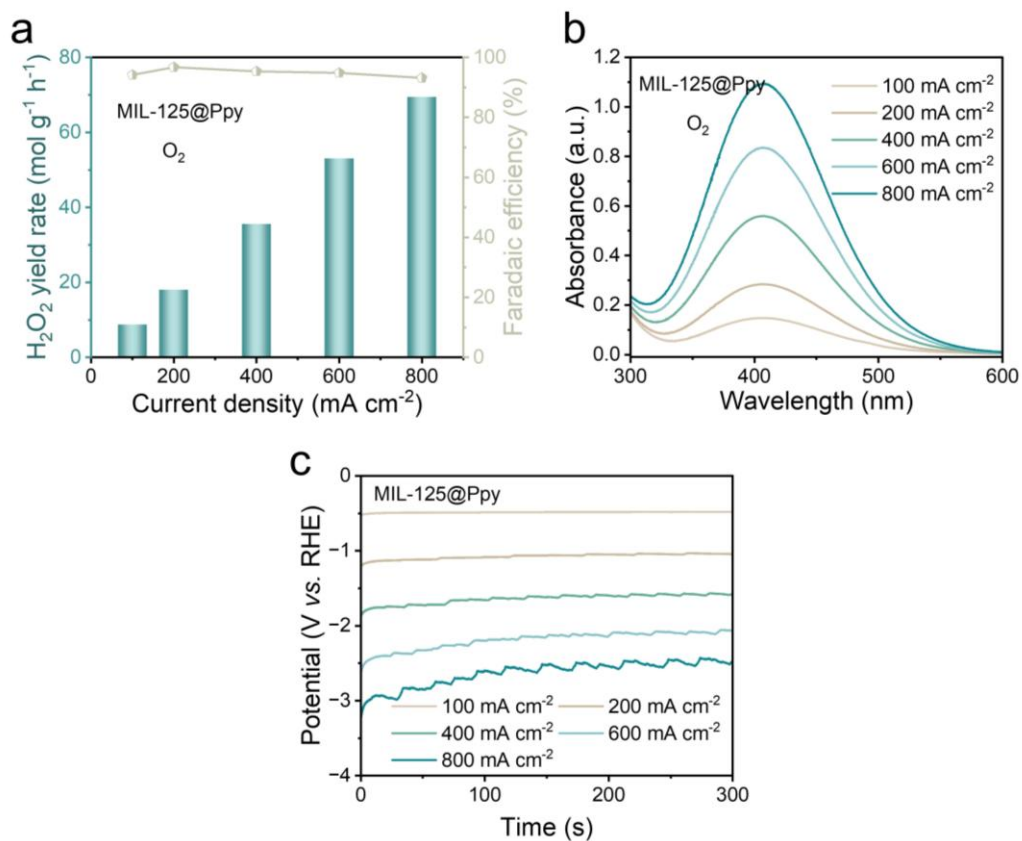 a
H₂O₂ yield rate (mol g⁻¹ h⁻¹)
80
60
40
20
0
MIL-125@Ppy
O₂
100
80
60
40
20
0
Faradaic efficiency (%)
0
200
400
600
800
Current density (mA cm⁻²)
b
Absorbance (a.u.)
1.2
1.0
0.8
0.6
0.4
0.2
0.0
MIL-125@Ppy
O₂
100 mA cm⁻²
200 mA cm⁻²
400 mA cm⁻²
600 mA cm⁻²
800 mA cm⁻²
300
400
500
600
Wavelength (nm)
c
Potential (V vs. RHE)
0
−1
−2
−3
−4
MIL-125@Ppy
100 mA cm⁻²
200 mA cm⁻²
400 mA cm⁻²
600 mA cm⁻²
800 mA cm⁻²
0
100
200
300
Time (s)